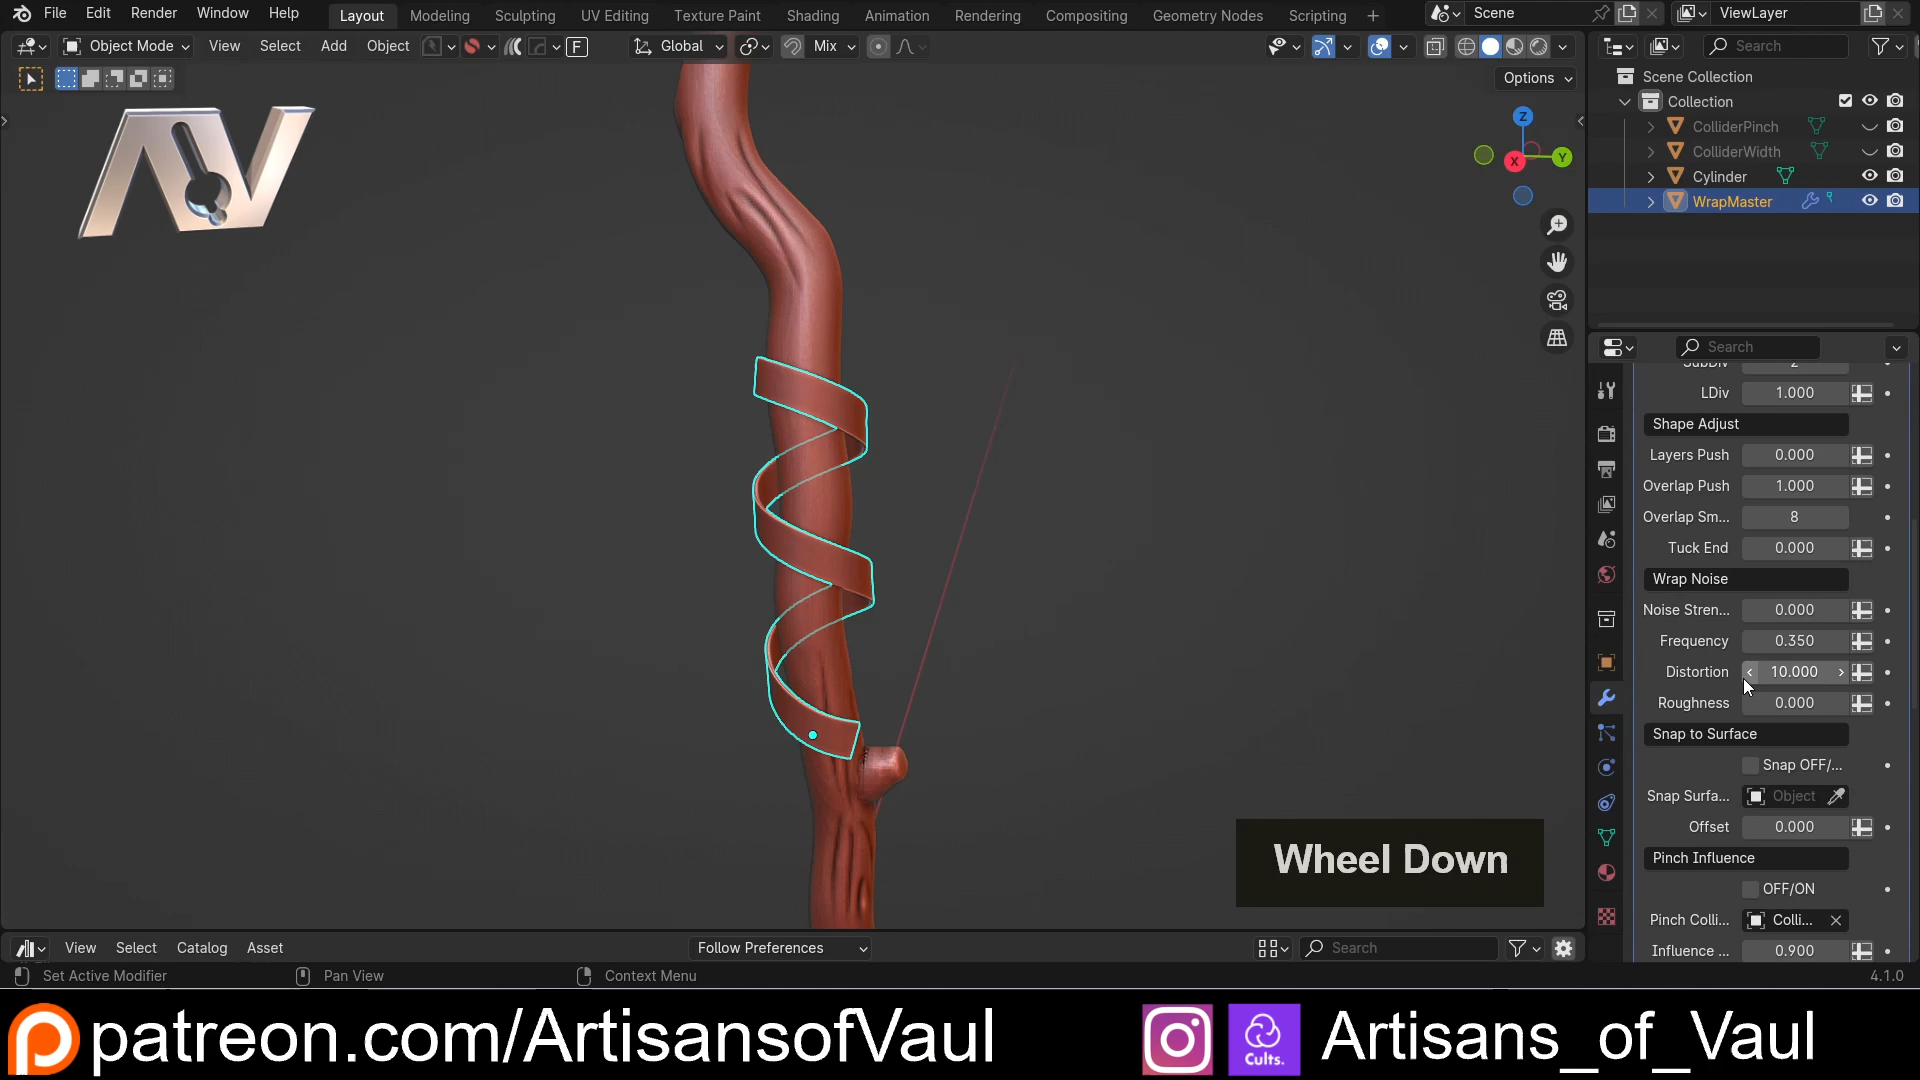 File Edit Render Window Help Layout Modeling Sculpting UV Editing Texture Paint Shading Animation Rendering Compositing Geometry Nodes Scripting + Scene ViewLayer
Object Mode View Select Add Object F Global Mix Search
Options
Scene Collection
Collection
ColliderPinch
ColliderWidth
Cylinder
WrapMaster
Z
Y
X
AV
Search
SubDiv 2
LDiv 1.000
Shape Adjust
Layers Push 0.000
Overlap Push 1.000
Overlap Sm... 8
Tuck End 0.000
Wrap Noise
Noise Stren... 0.000
Frequency 0.350
Distortion 10.000
Roughness 0.000
Snap to Surface
Snap OFF/...
Snap Surfa... Object
Offset 0.000
Pinch Influence
OFF/ON
Pinch Colli... Colli...
Influence ... 0.900
Wheel Down
View Select Catalog Asset Follow Preferences Search
Set Active Modifier Pan View Context Menu 4.1.0
patreon.com/ArtisansofVaul Cults. Artisans_of_Vaul